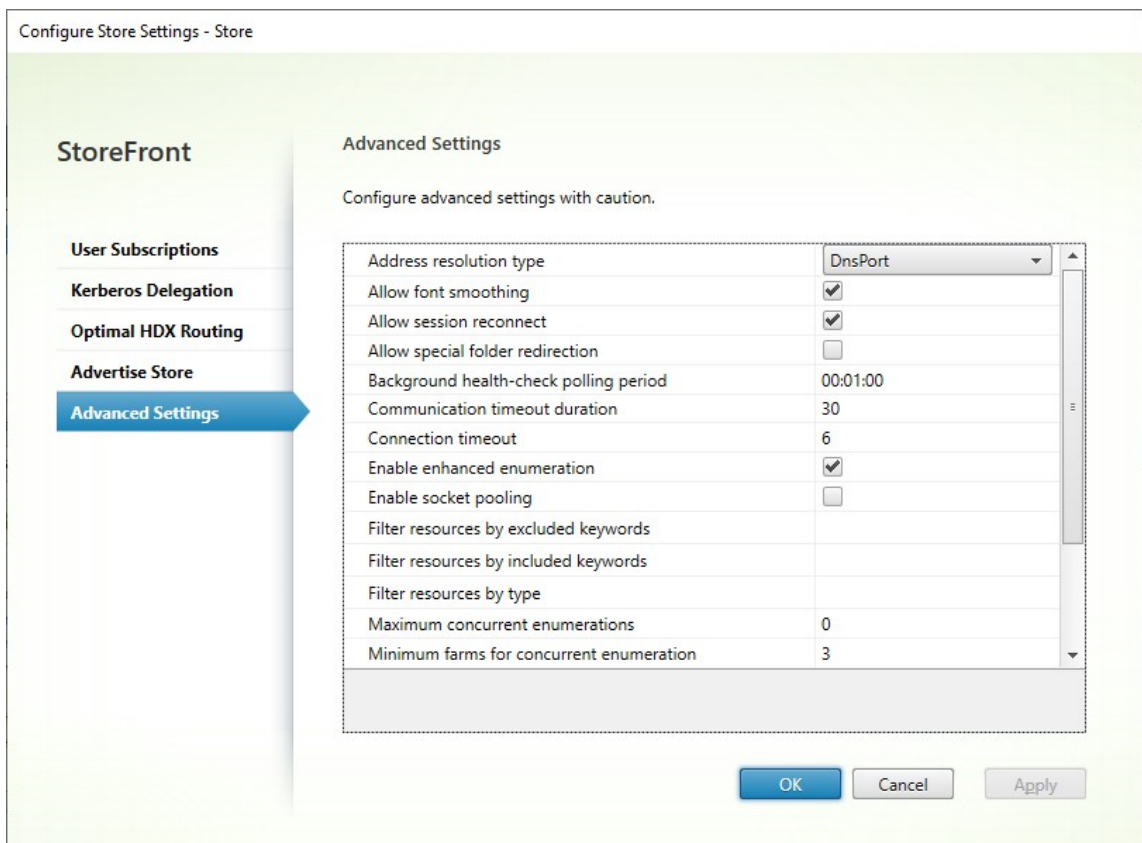 Configure Store Settings - Store
StoreFront
User Subscriptions
Kerberos Delegation
Optimal HDX Routing
Advertise Store
Advanced Settings
Advanced Settings
Configure advanced settings with caution.
Address resolution type DnsPort
Allow font smoothing
Allow session reconnect
Allow special folder redirection
Background health-check polling period 00:01:00
Communication timeout duration 30
Connection timeout 6
Enable enhanced enumeration
Enable socket pooling
Filter resources by excluded keywords
Filter resources by included keywords
Filter resources by type
Maximum concurrent enumerations 0
Minimum farms for concurrent enumeration 3
OK Cancel Apply